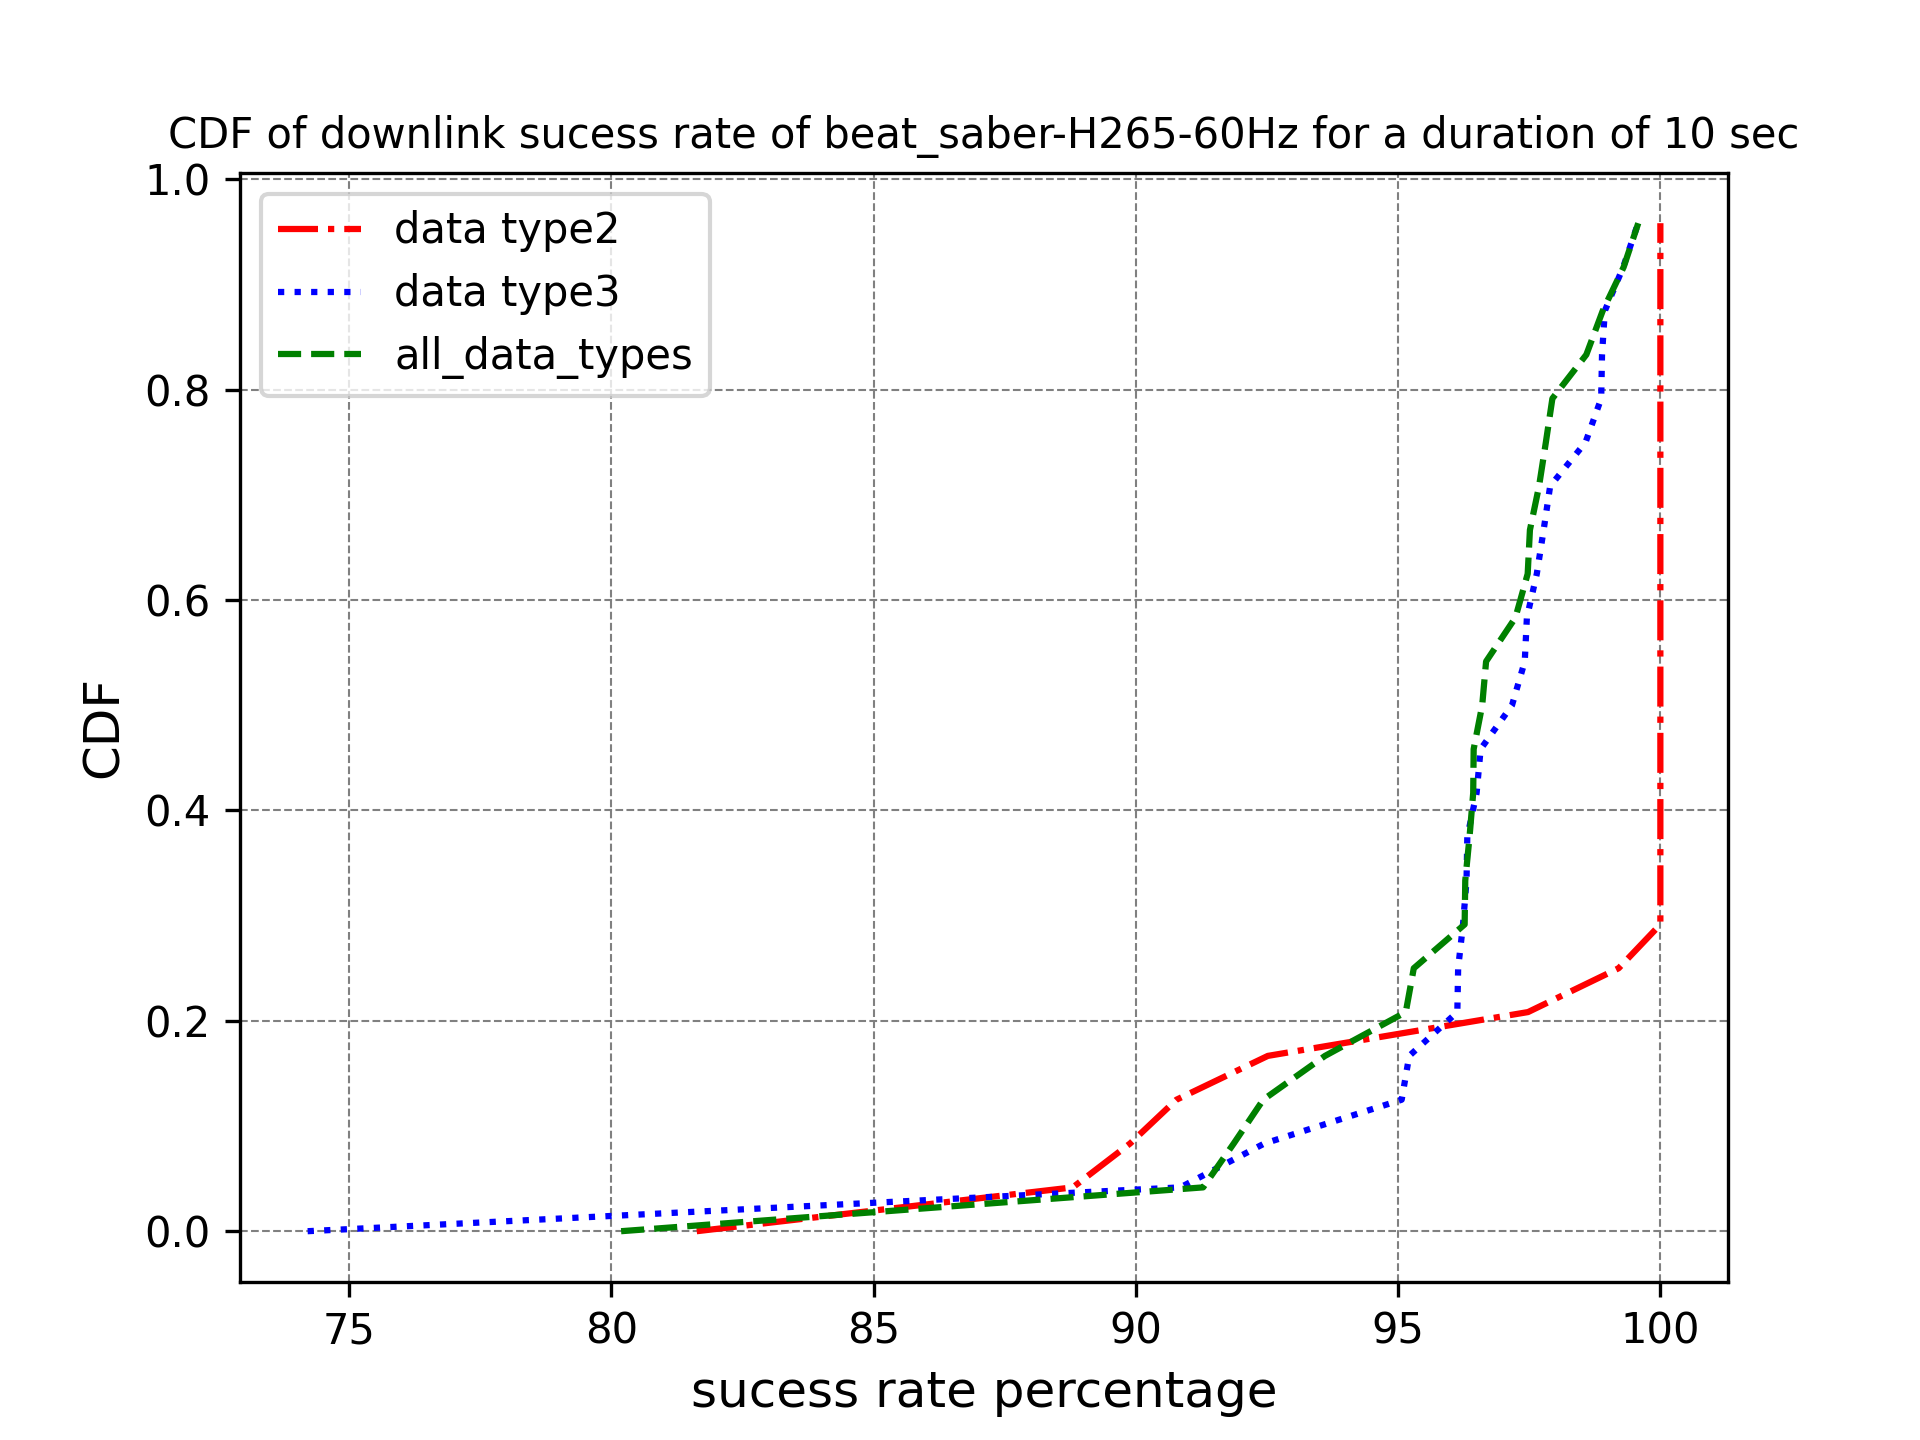 CDF of downlink sucess rate of beat_saber-H265-60Hz for a duration of 10 sec
1.0
data type2
data type3
all_data_types
0.8
0.6
CDF
0.4
0.2
0.0
75 80 85 90 95 100
sucess rate percentage